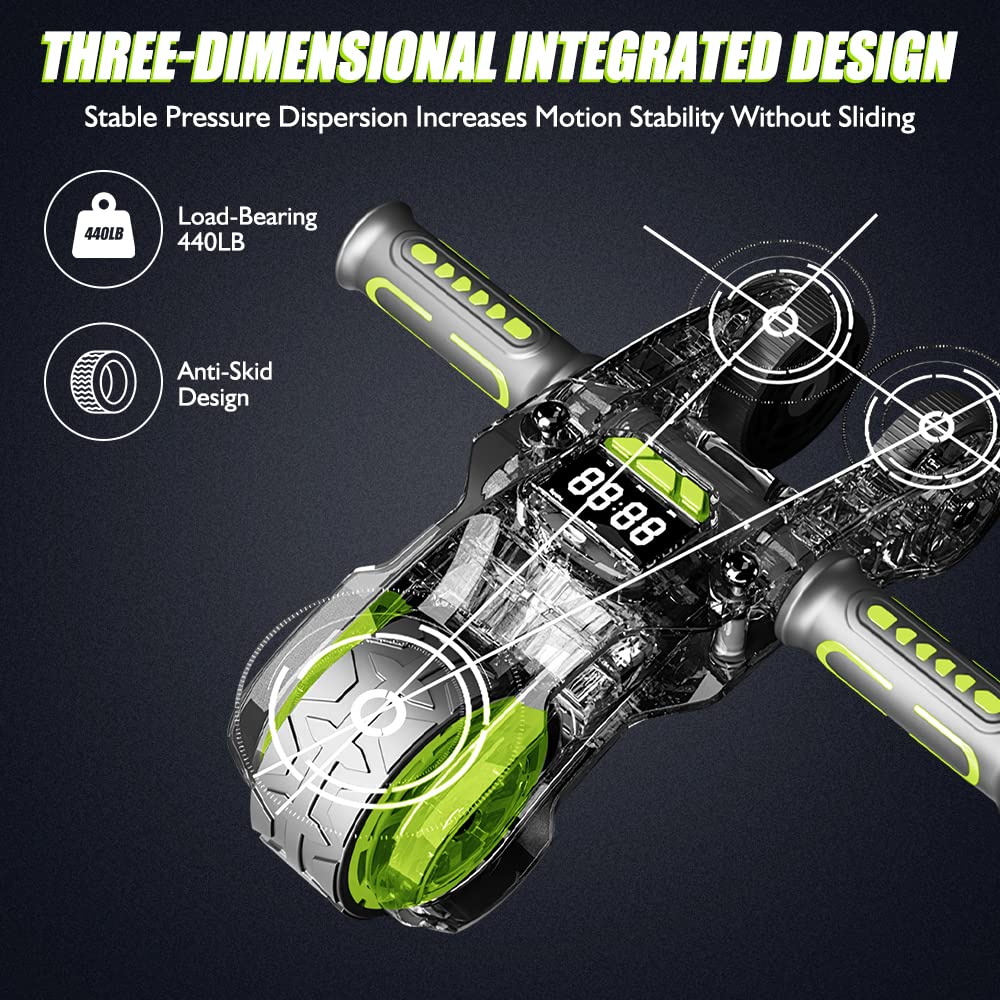 THREE-DIMENSIONAL INTEGRATED DESIGN
Stable Pressure Dispersion Increases Motion Stability Without Sliding
440LB
Load-Bearing
440LB
Anti-Skid
Design
88:88